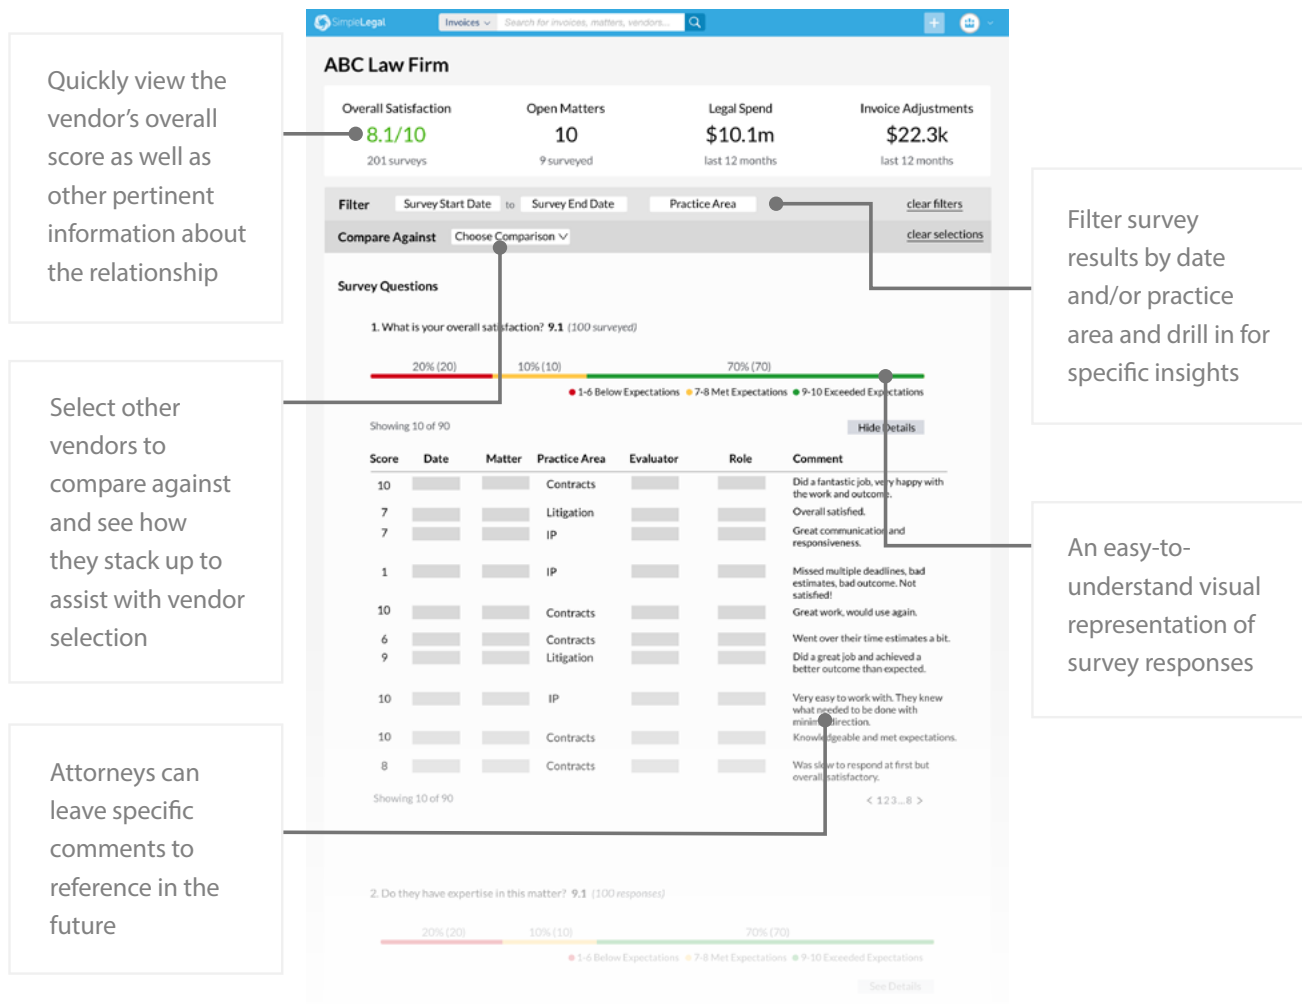 SimpleLegal
Invoices
Search for invoices, matters, vendors...
ABC Law Firm
Overall Satisfaction
8.1/10
201 surveys
Open Matters
10
9 surveyed
Legal Spend
$10.1m
last 12 months
Invoice Adjustments
$22.3k
last 12 months
Filter Survey Start Date to Survey End Date Practice Area clear filters
Compare Against Choose Comparison clear selections
Survey Questions
1. What is your overall satisfaction? 9.1 (100 surveyed)
20% (20) 10% (10) 70% (70)
1-6 Below Expectations 7-8 Met Expectations 9-10 Exceeded Expectations
Showing 10 of 90
Hide Details
Score Date Matter Practice Area Evaluator Role Comment
10 Contracts Did a fantastic job, very happy with
the work and outcome.
7 Litigation Overall satisfied.
7 IP Great communication and
responsiveness.
1 IP Missed multiple deadlines, bad
estimates, bad outcome. Not
satisfied!
10 Contracts Great work, would use again.
6 Contracts Went over their time estimates a bit.
9 Litigation Did a great job and achieved a
better outcome than expected.
10 IP Very easy to work with. They knew
what needed to be done with
minimal direction.
10 Contracts Knowledgeable and met expectations.
8 Contracts Was slow to respond at first but
overall satisfactory.
Showing 10 of 90
< 1 2 3 ... 8 >
2. Do they have expertise in this matter? 9.1 (100 responses)
20% (20) 10% (10) 70% (70)
1-6 Below Expectations 7-8 Met Expectations 9-10 Exceeded Expectations
See Details
Quickly view the
vendor's overall
score as well as
other pertinent
information about
the relationship
Select other
vendors to
compare against
and see how
they stack up to
assist with vendor
selection
Attorneys can
leave specific
comments to
reference in the
future
Filter survey
results by date
and/or practice
area and drill in for
specific insights
An easy-to-
understand visual
representation of
survey responses